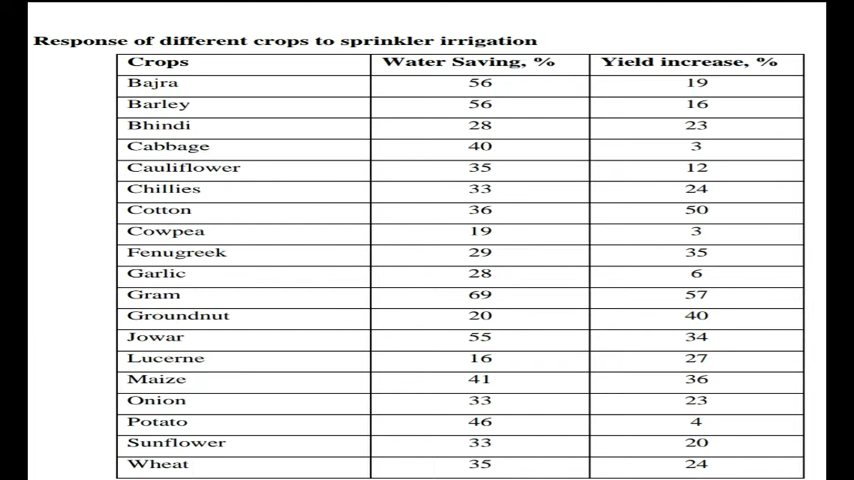 Response of different crops to sprinkler irrigation
Crops Water Saving, % Yield increase, %
Bajra 56 19
Barley 56 16
Bhindi 28 23
Cabbage 40 3
Cauliflower 35 12
Chillies 33 24
Cotton 36 50
Cowpea 19 3
Fenugreek 29 35
Garlic 28 6
Gram 69 57
Groundnut 20 40
Jowar 55 34
Lucerne 16 27
Maize 41 36
Onion 33 23
Potato 46 4
Sunflower 33 20
Wheat 35 24